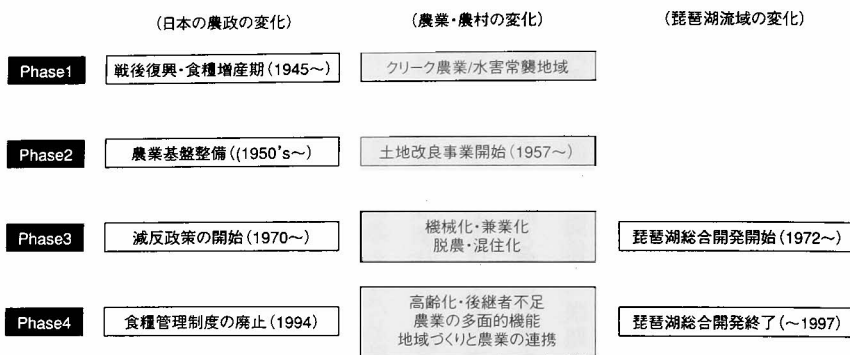 (日本の農政の変化) (農業・農村の変化) (琵琶湖流域の変化)
Phase1 戦後復興・食糧増産期(1945〜) クリーク農業/水害常襲地域
Phase2 農業基盤整備((1950's〜) 土地改良事業開始(1957〜)
Phase3 減反政策の開始(1970〜) 機械化・兼業化
脱農・混住化 琵琶湖総合開発開始(1972〜)
Phase4 食糧管理制度の廃止(1994) 高齢化・後継者不足
農業の多面的機能
地域づくりと農業の連携 琵琶湖総合開発終了(〜1997)